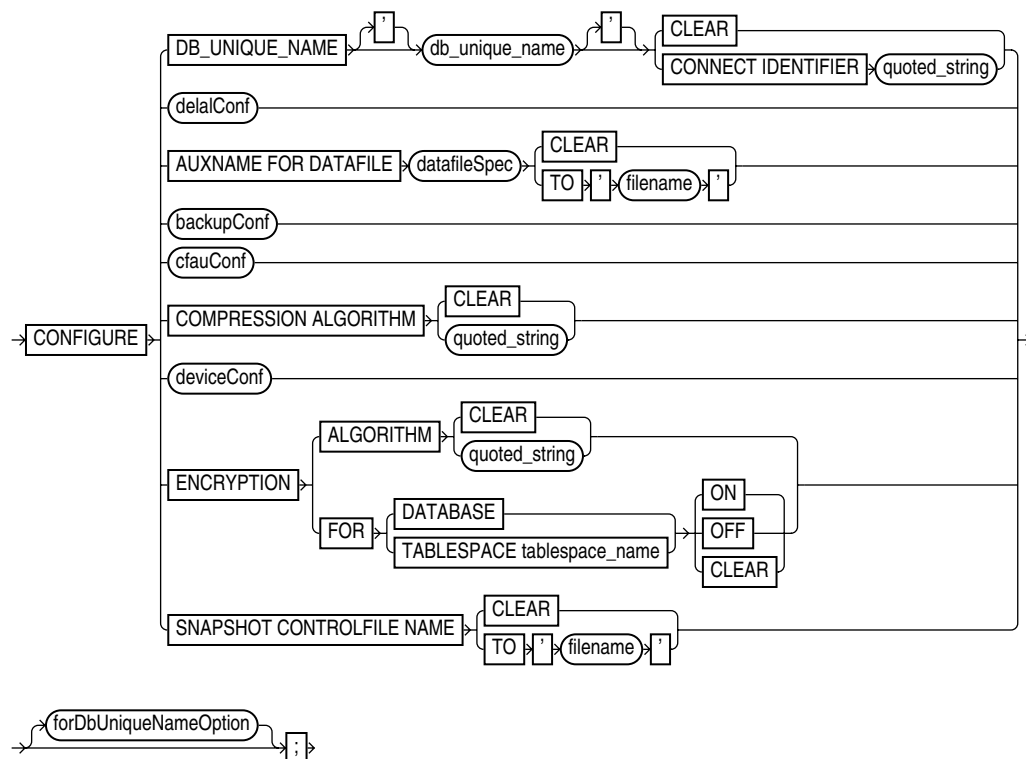 DB_UNIQUE_NAME ' db_unique_name ' CLEAR
CONNECT IDENTIFIER quoted_string
delalConf
AUXNAME FOR DATAFILE datafileSpec CLEAR
TO ' filename '
backupConf
cfauConf
COMPRESSION ALGORITHM CLEAR
quoted_string
CONFIGURE
deviceConf
ENCRYPTION ALGORITHM CLEAR
quoted_string
FOR DATABASE
TABLESPACE tablespace_name
ON
OFF
CLEAR
SNAPSHOT CONTROLFILE NAME CLEAR
TO ' filename '
forDbUniqueNameOption
;